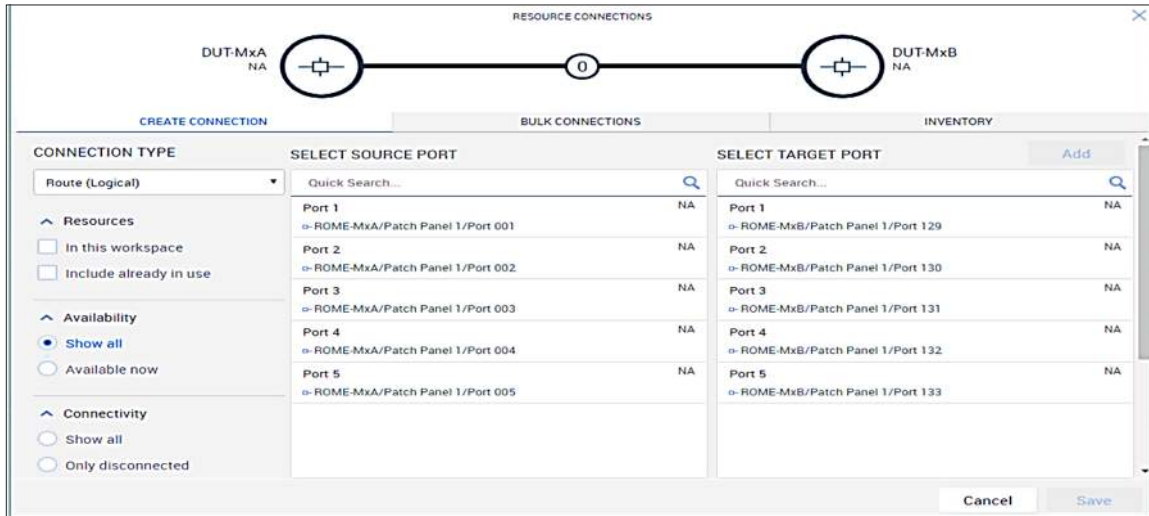 RESOURCE CONNECTIONS
DUT-MxA
NA
0
DUT-MxB
NA
CREATE CONNECTION
BULK CONNECTIONS
INVENTORY
CONNECTION TYPE
Route (Logical)
Resources
In this workspace
Include already in use
Availability
Show all
Available now
Connectivity
Show all
Only disconnected
SELECT SOURCE PORT
Quick Search...
Port 1 NA
ROME-MxA/Patch Panel 1/Port 001
Port 2 NA
ROME-MxA/Patch Panel 1/Port 002
Port 3 NA
ROME-MxA/Patch Panel 1/Port 003
Port 4 NA
ROME-MxA/Patch Panel 1/Port 004
Port 5 NA
ROME-MxA/Patch Panel 1/Port 005
SELECT TARGET PORT Add
Quick Search...
Port 1 NA
ROME-MxB/Patch Panel 1/Port 129
Port 2 NA
ROME-MxB/Patch Panel 1/Port 130
Port 3 NA
ROME-MxB/Patch Panel 1/Port 131
Port 4 NA
ROME-MxB/Patch Panel 1/Port 132
Port 5 NA
ROME-MxB/Patch Panel 1/Port 133
Cancel Save